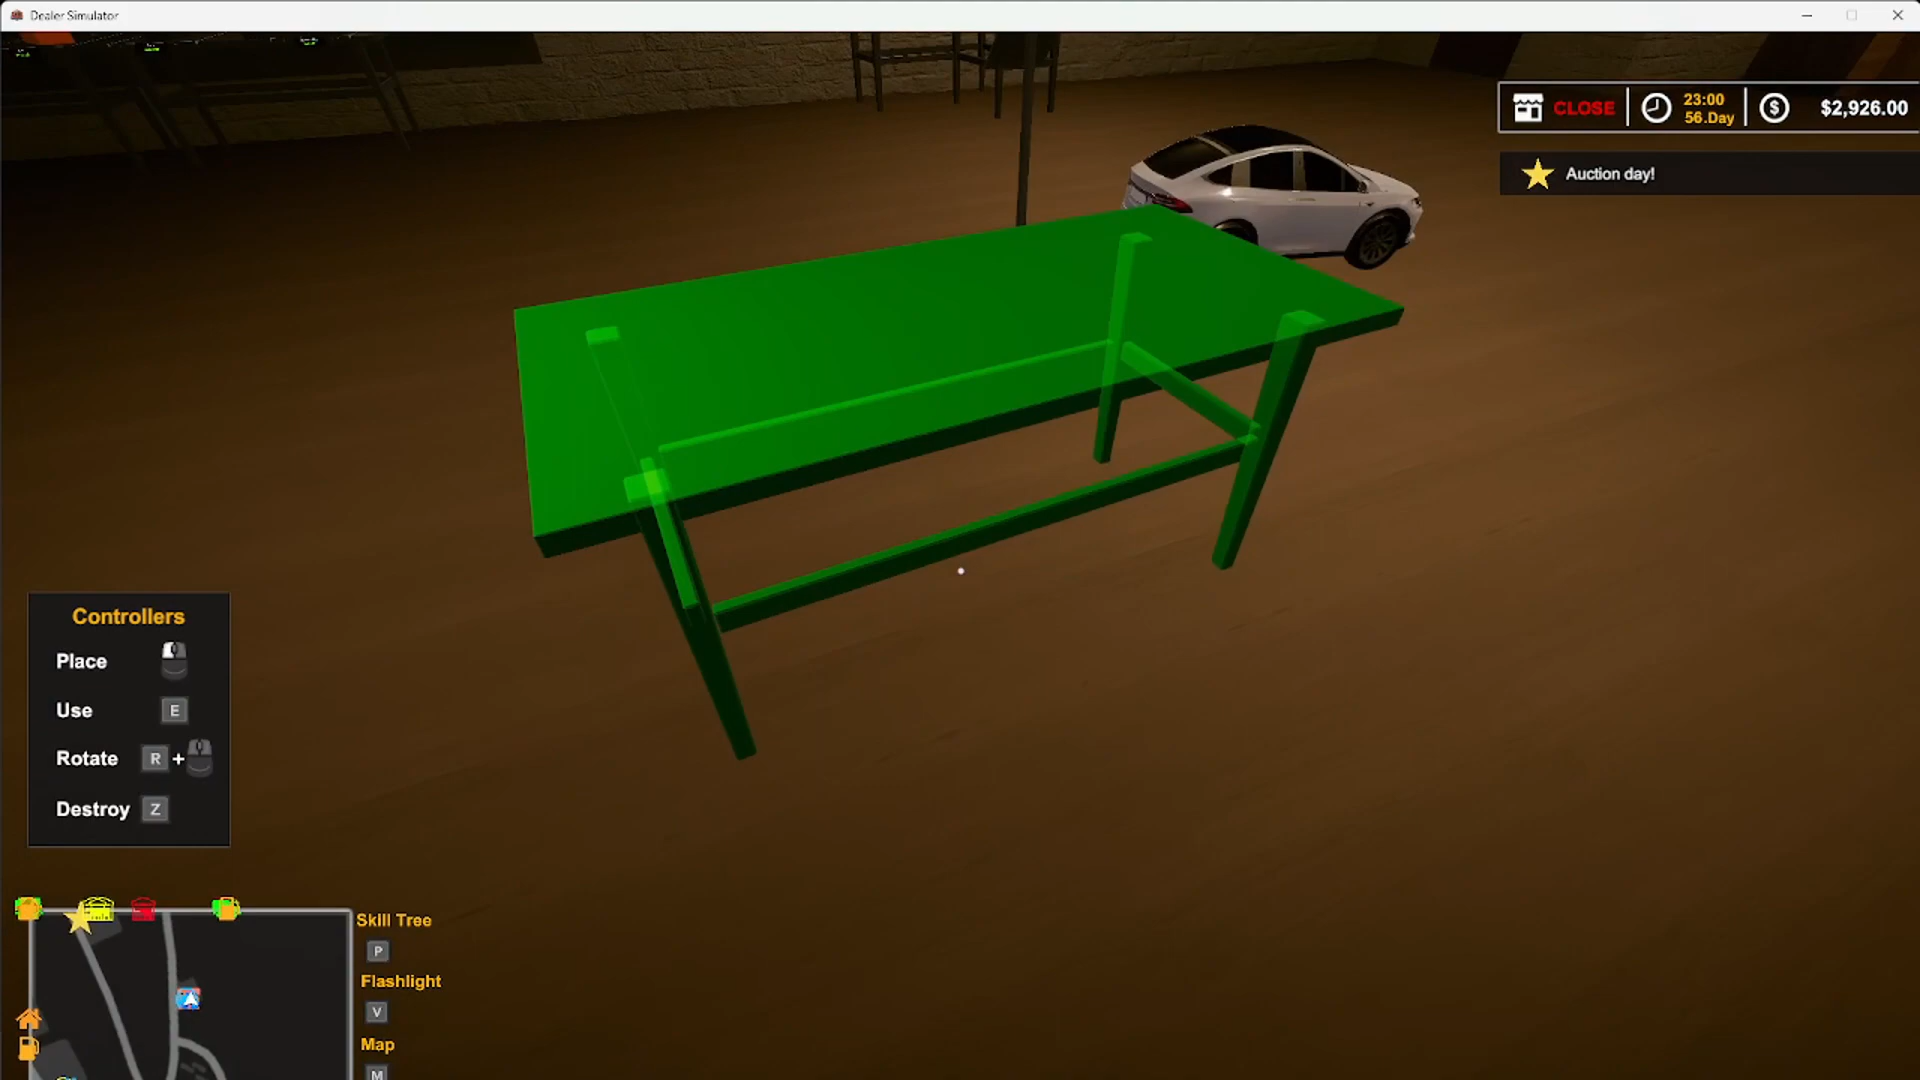 Dealer Simulator
CLOSE
23:00
56.Day
$2,926.00
Auction day!
Controllers
Place
Use E
Rotate R +
Destroy Z
Skill Tree
P
Flashlight
V
Map
M